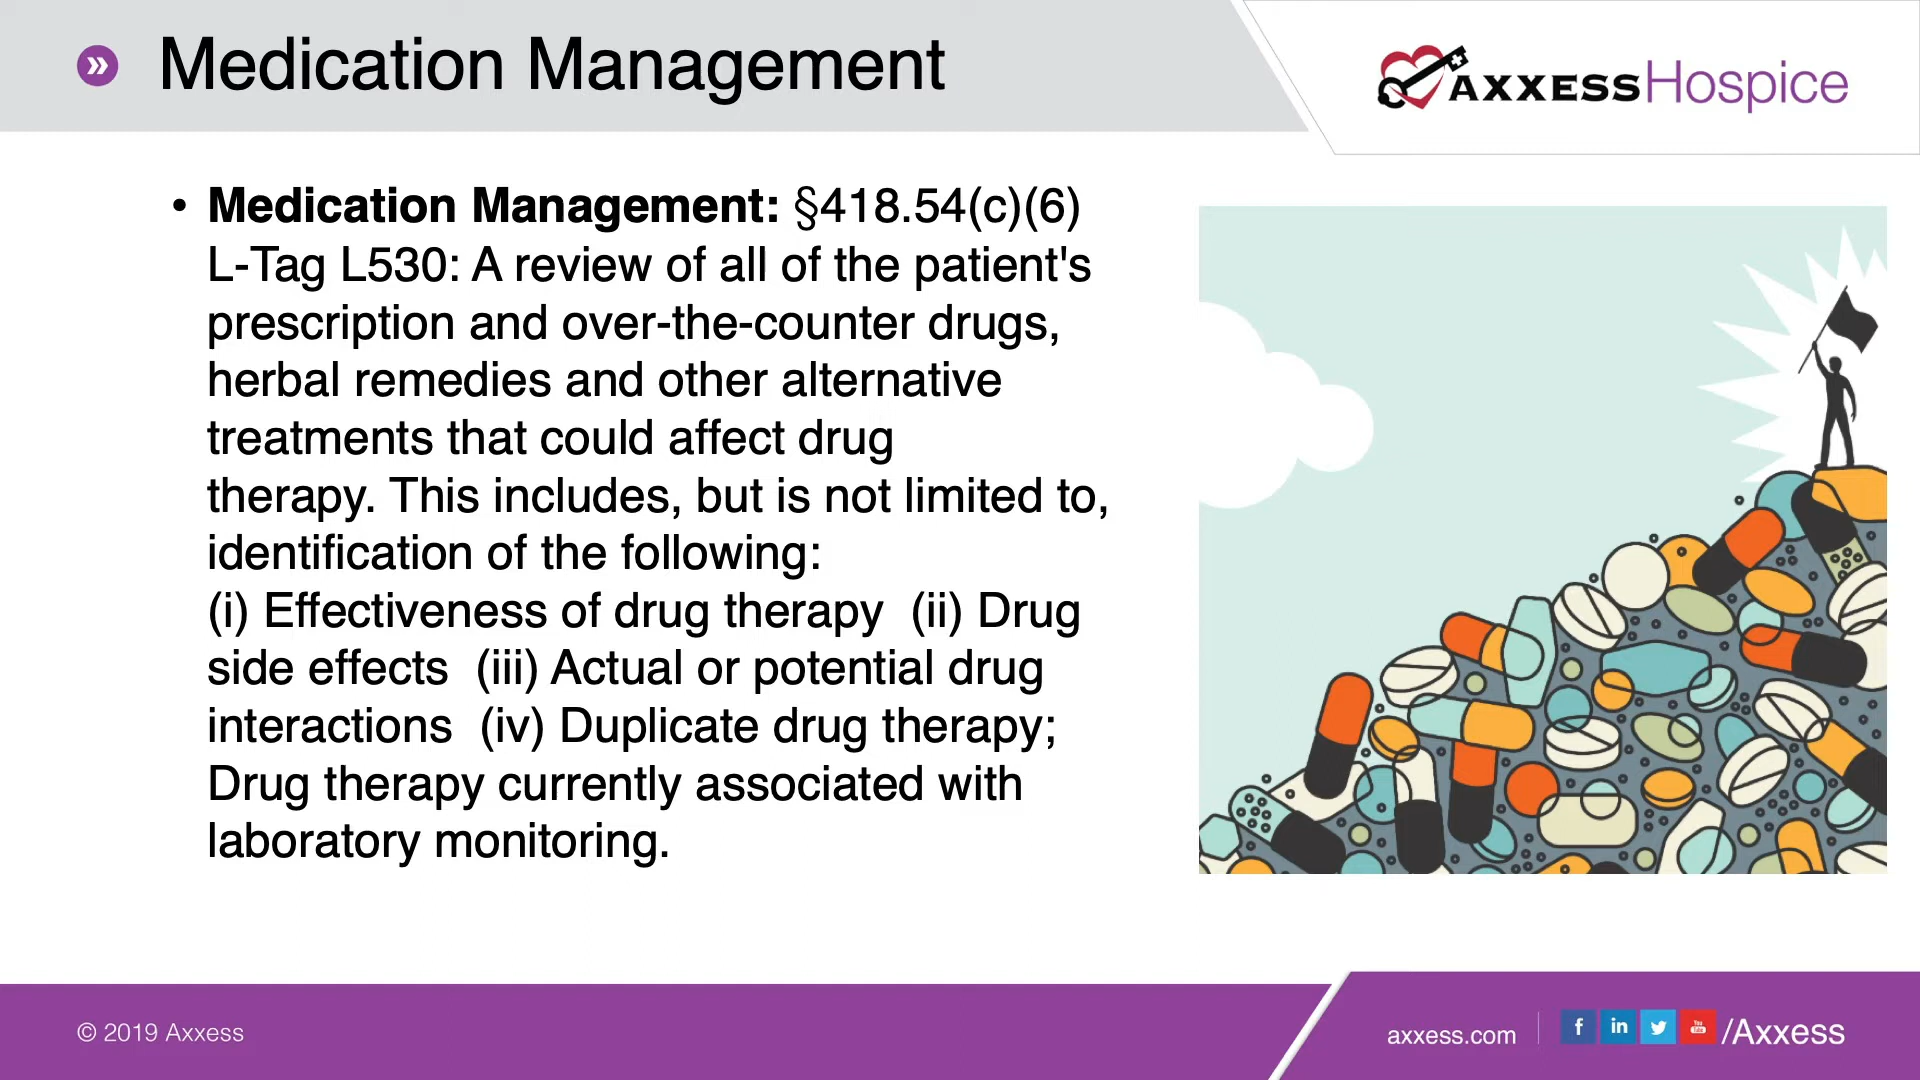 Medication Management
AXXESS Hospice
• Medication Management: §418.54(c)(6)
L-Tag L530: A review of all of the patient's
prescription and over-the-counter drugs,
herbal remedies and other alternative
treatments that could affect drug
therapy. This includes, but is not limited to,
identification of the following:
(i) Effectiveness of drug therapy  (ii) Drug
side effects  (iii) Actual or potential drug
interactions  (iv) Duplicate drug therapy;
Drug therapy currently associated with
laboratory monitoring.
© 2019 Axxess
axxess.com
f in You Tube /Axxess